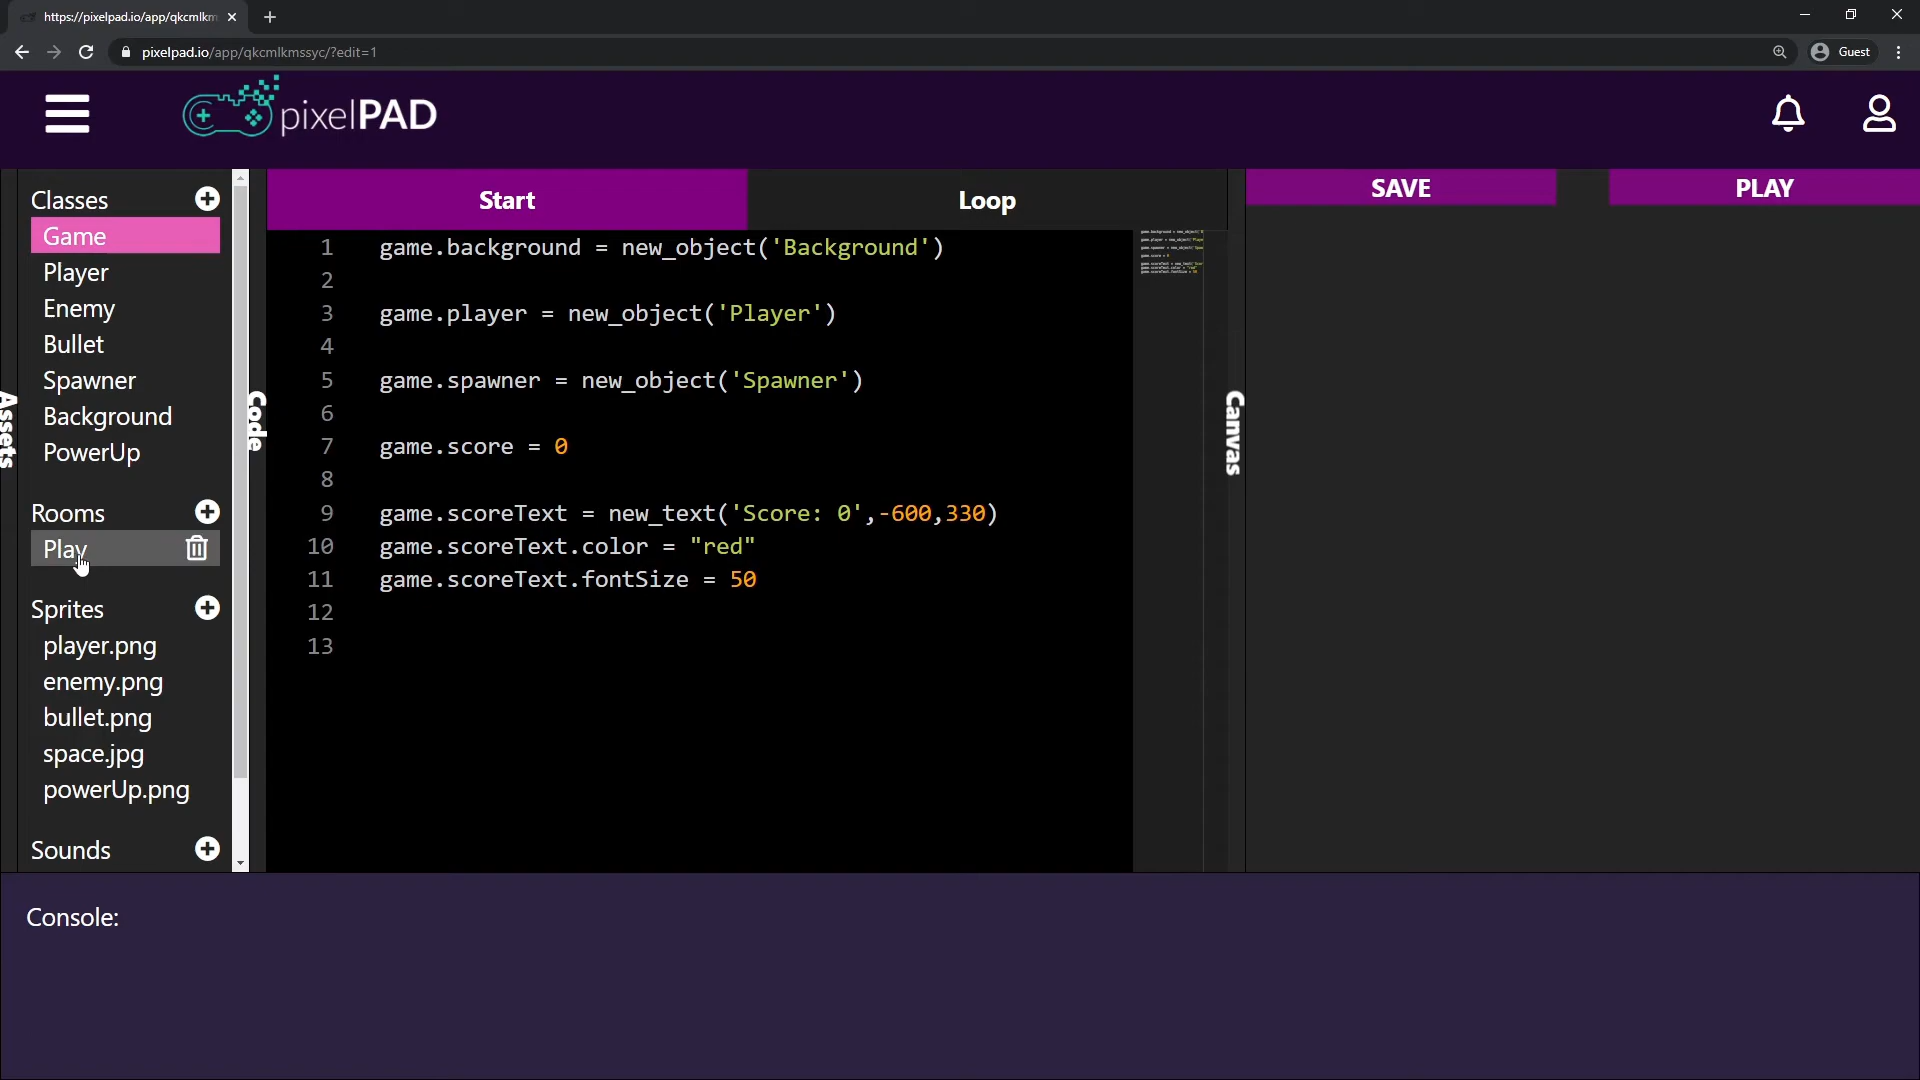 https://pixelpad.io/app/qkcmlkm
pixelpad.io/app/qkcmlkmssyc/?edit=1
Guest
pixelPAD
Assets
Classes
Game
Player
Enemy
Bullet
Spawner
Background
PowerUp
Rooms
Play
Sprites
player.png
enemy.png
bullet.png
space.jpg
powerUp.png
Sounds
Code
Start
Loop
1 game.background = new_object('Background')
2
3 game.player = new_object('Player')
4
5 game.spawner = new_object('Spawner')
6
7 game.score = 0
8
9 game.scoreText = new_text('Score: 0',-600,330)
10 game.scoreText.color = "red"
11 game.scoreText.fontSize = 50
12
13
Canvas
SAVE
PLAY
Console: